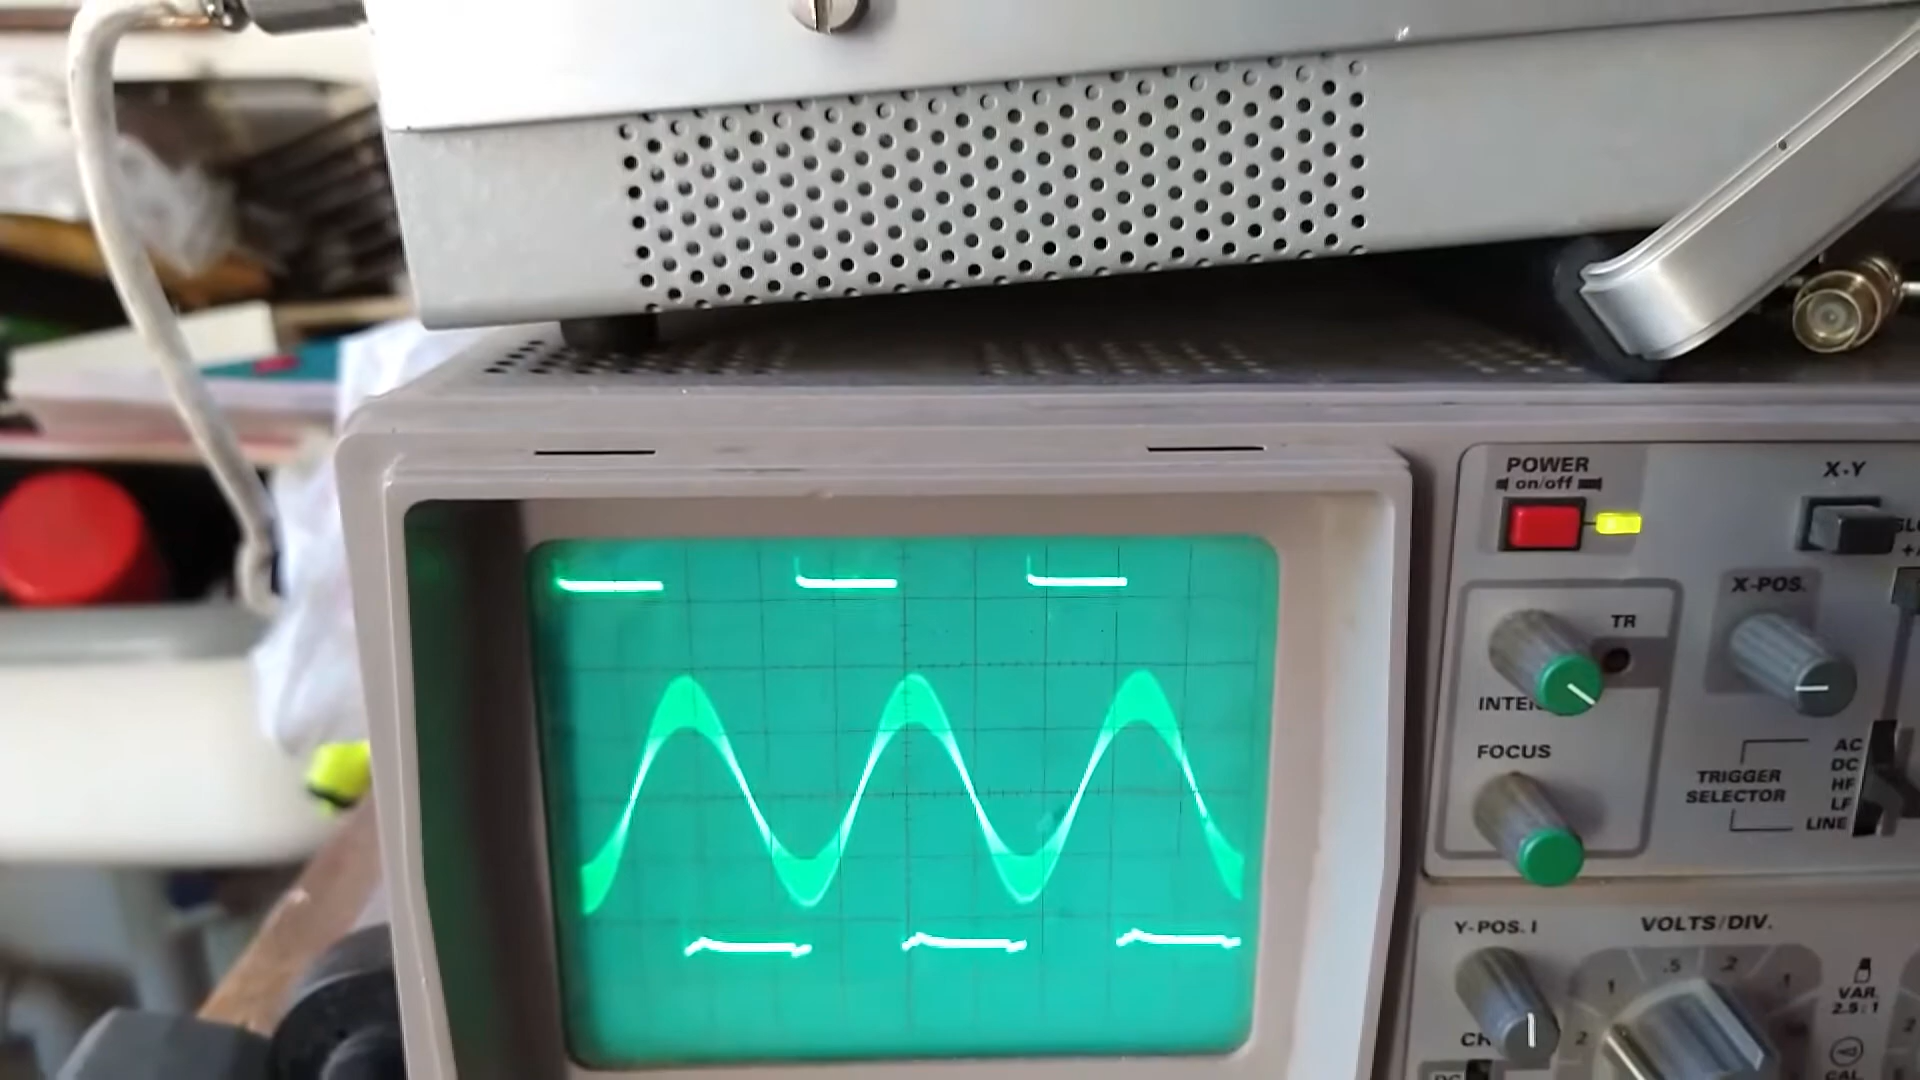 POWER
on/off
X-Y
+/
X-POS.
TR
FOCUS
TRIGGER
SELECTOR
AC
DC
HF
LF
LINE
Y-POS. I
VOLTS/DIV.
.5
.2
.1
1
2
VAR.
2.5:1
CAL.